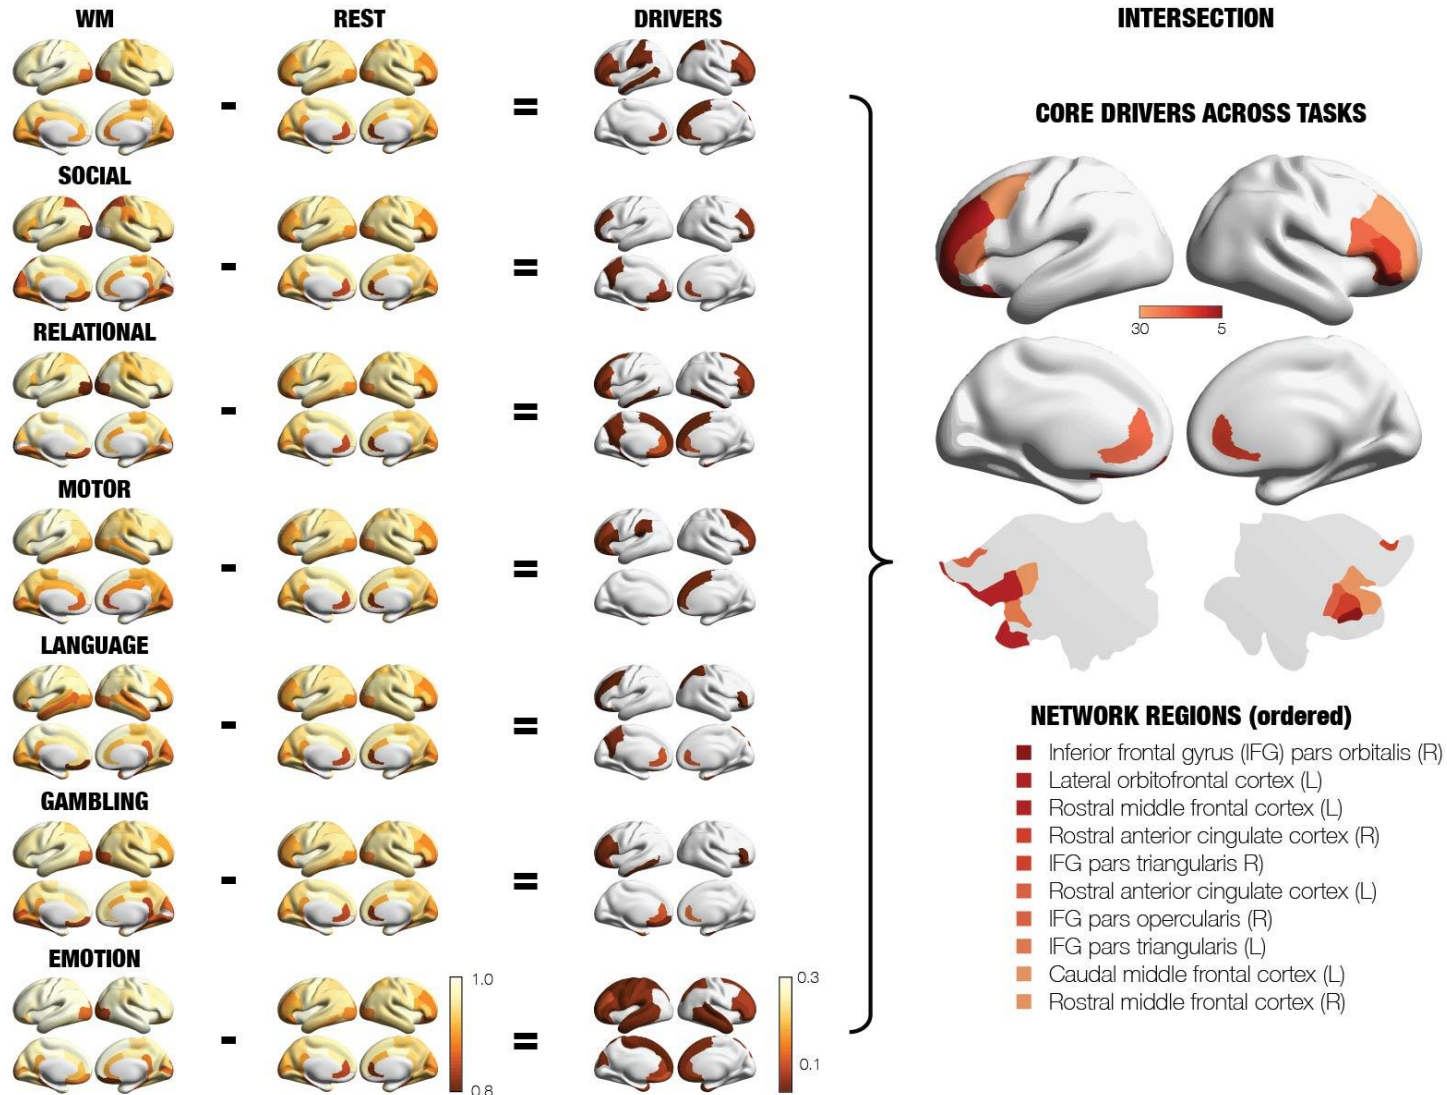 WM
REST
DRIVERS
-
=
SOCIAL
-
=
RELATIONAL
-
=
MOTOR
-
=
LANGUAGE
-
=
GAMBLING
-
=
EMOTION
-
=
1.0
0.8
0.3
0.1
INTERSECTION
CORE DRIVERS ACROSS TASKS
30 5
NETWORK REGIONS (ordered)
Inferior frontal gyrus (IFG) pars orbitalis (R)
Lateral orbitofrontal cortex (L)
Rostral middle frontal cortex (L)
Rostral anterior cingulate cortex (R)
IFG pars triangularis R)
Rostral anterior cingulate cortex (L)
IFG pars opercularis (R)
IFG pars triangularis (L)
Caudal middle frontal cortex (L)
Rostral middle frontal cortex (R)